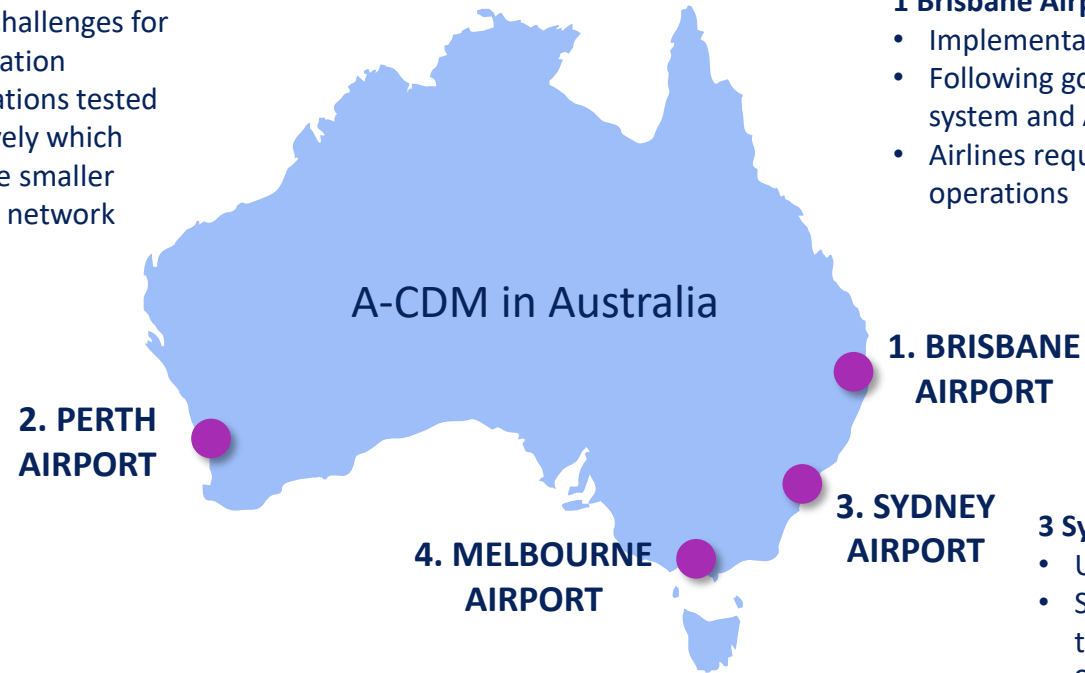 hallenges for
ation
ations tested
vely which
e smaller
network
1 Brisbane Airp
• Implementa
• Following go
system and
• Airlines requ
operations
A-CDM in Australia
1. BRISBANE
AIRPORT
2. PERTH
AIRPORT
3. SYDNEY
AIRPORT
4. MELBOURNE
AIRPORT
3 Sy
•
•
t